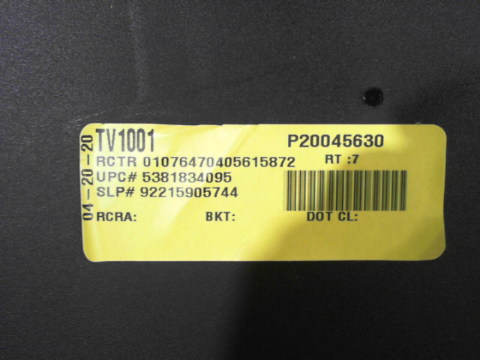 04-20-20
TV1001 P20045630
RCTR 01076470405615872 RT :7
UPC# 5381834095
SLP# 92215905744
RCRA: BKT: DOT CL: